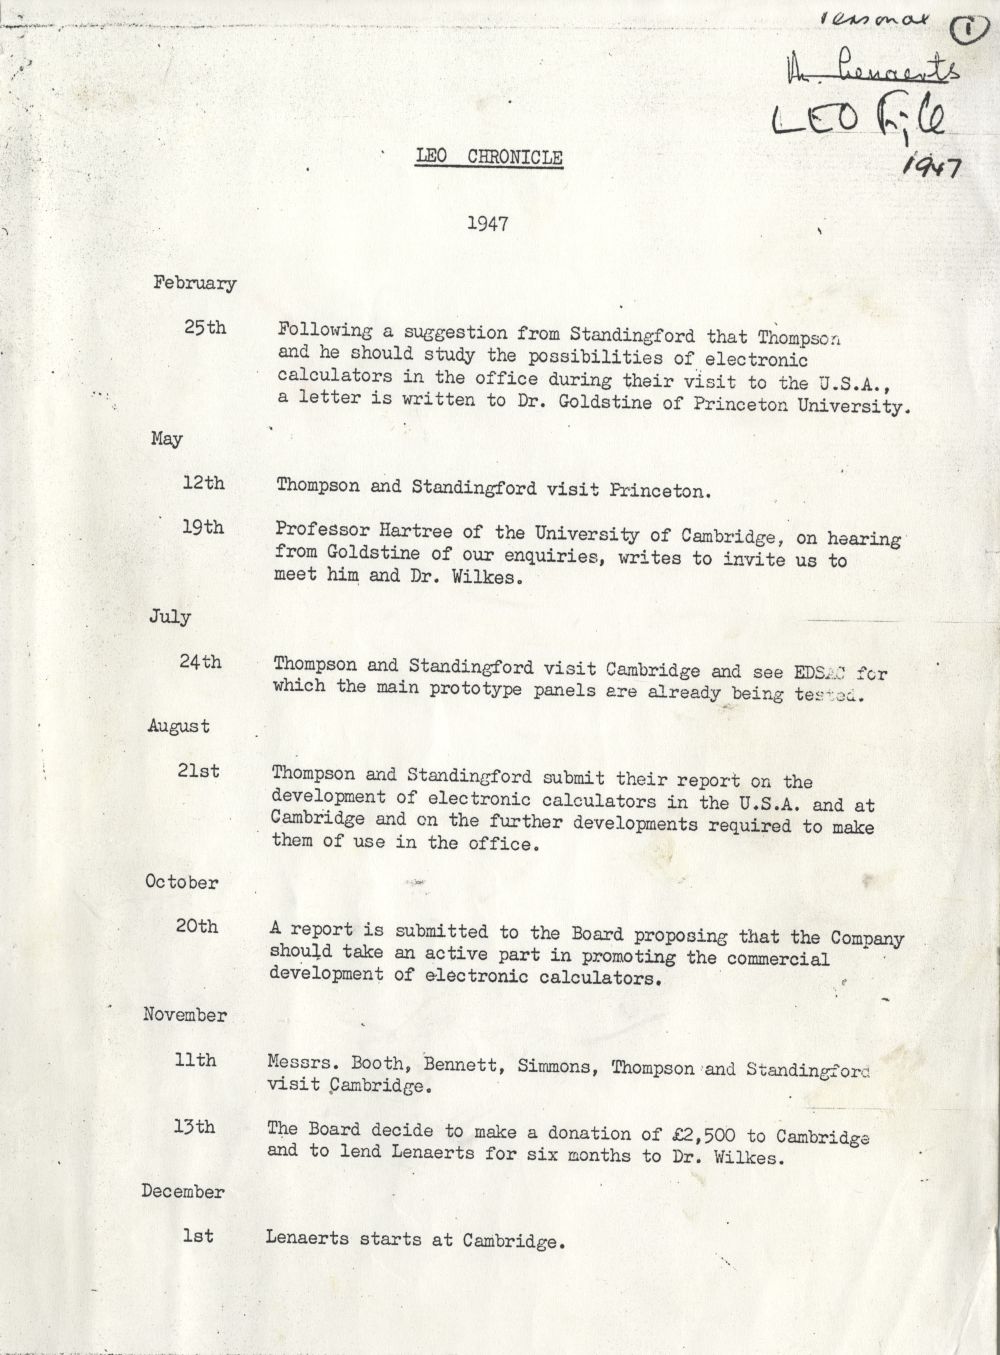 Personal 1
Mr. Lenaerts
LEO File
1947
LEO CHRONICLE
1947
February
25th Following a suggestion from Standingford that Thompson
and he should study the possibilities of electronic
calculators in the office during their visit to the U.S.A.,
a letter is written to Dr. Goldstine of Princeton University.
May
12th Thompson and Standingford visit Princeton.
19th Professor Hartree of the University of Cambridge, on hearing
from Goldstine of our enquiries, writes to invite us to
meet him and Dr. Wilkes.
July
24th Thompson and Standingford visit Cambridge and see EDSAC for
which the main prototype panels are already being tested.
August
21st Thompson and Standingford submit their report on the
development of electronic calculators in the U.S.A. and at
Cambridge and on the further developments required to make
them of use in the office.
October
20th A report is submitted to the Board proposing that the Company
should take an active part in promoting the commercial
development of electronic calculators.
November
11th Messrs. Booth, Bennett, Simmons, Thompson and Standingford
visit Cambridge.
13th The Board decide to make a donation of £2,500 to Cambridge
and to lend Lenaerts for six months to Dr. Wilkes.
December
1st Lenaerts starts at Cambridge.